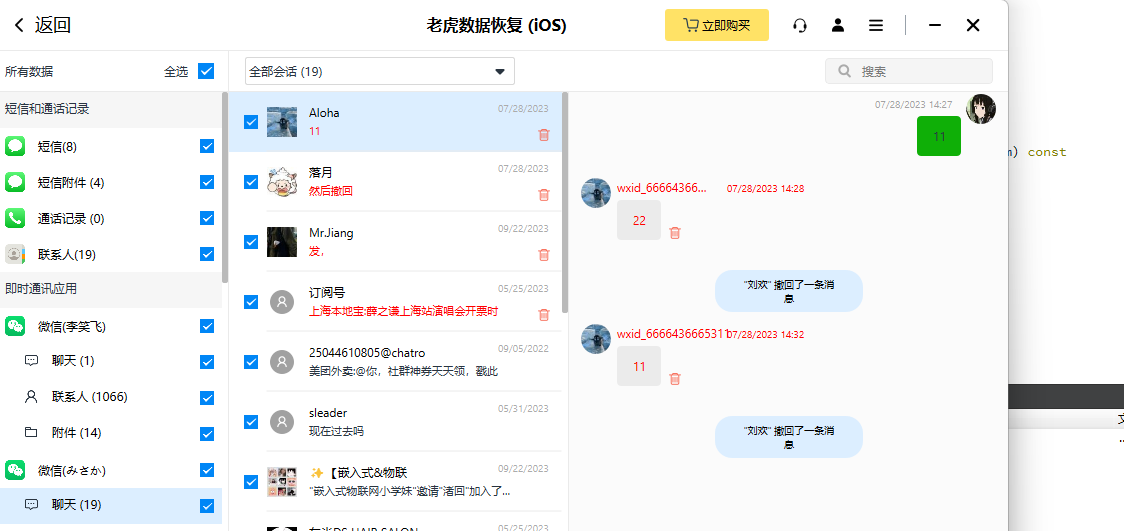 返回
老虎数据恢复 (iOS)
立即购买
所有数据
全选
全部会话 (19)
搜索
短信和通话记录
短信(8)
短信附件 (4)
通话记录 (0)
联系人(19)
即时通讯应用
微信(李笑飞)
聊天 (1)
联系人 (1066)
附件 (14)
微信(みさか)
聊天 (19)
Aloha
07/28/2023
11
落月
07/28/2023
然后撤回
MrJiang
09/22/2023
发，
订阅号
05/25/2023
上海本地宝:薛之谦上海站演唱会开票时
25044610805@chatro
09/05/2022
美团外卖:@你，社群神券天天领，戳此
sleader
05/31/2023
现在过去吗
✨【嵌入式&物联
09/22/2023
"嵌入式物联网小学妹"邀请"渚回"加入了...
DS HAIR SALON
05/25/2023
07/28/2023 14:27
11
wxid_66664366...
07/28/2023 14:28
22
"刘欢" 撤回了一条消
息
wxid_6666436665311
07/28/2023 14:32
11
"刘欢" 撤回了一条消
息
) const